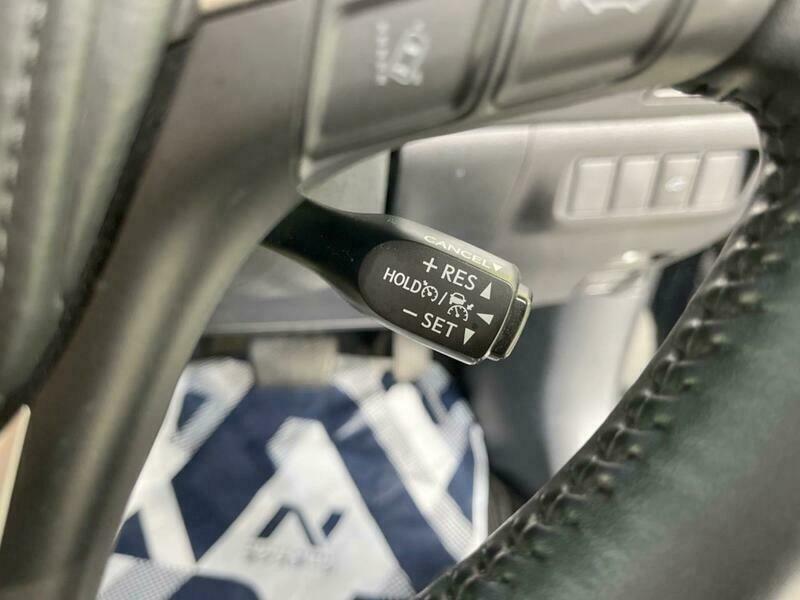 CANCEL▼
+ RES ▲
HOLD / ◀
− SET ▼